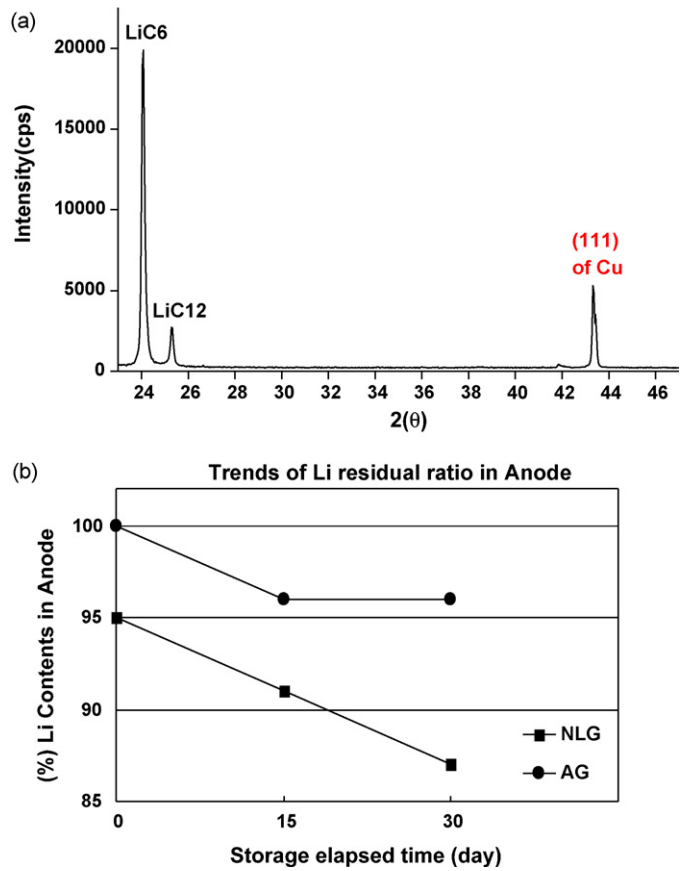 (a)
LiC6
LiC12
(111)
of Cu
Intensity(cps)
20000
15000
10000
5000
0
24 26 28 30 32 34 36 38 40 42 44 46
2(θ)
(b)
Trends of Li residual ratio in Anode
(%) Li Contents in Anode
100
95
90
85
NLG
AG
0 15 30
Storage elapsed time (day)